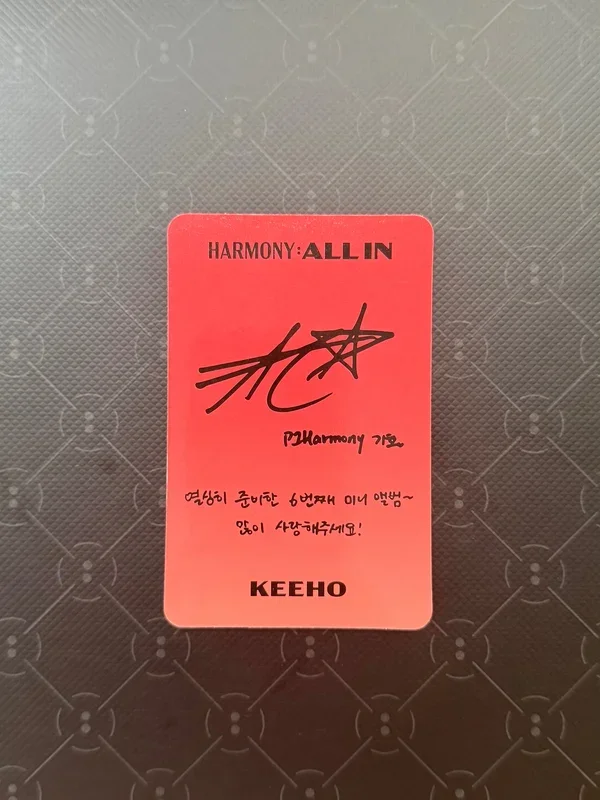 HARMONY : ALL IN
P1Harmony 기호
열심히 준비한 6번째 미니 앨범~
많이 사랑해주세요!
KEEHO